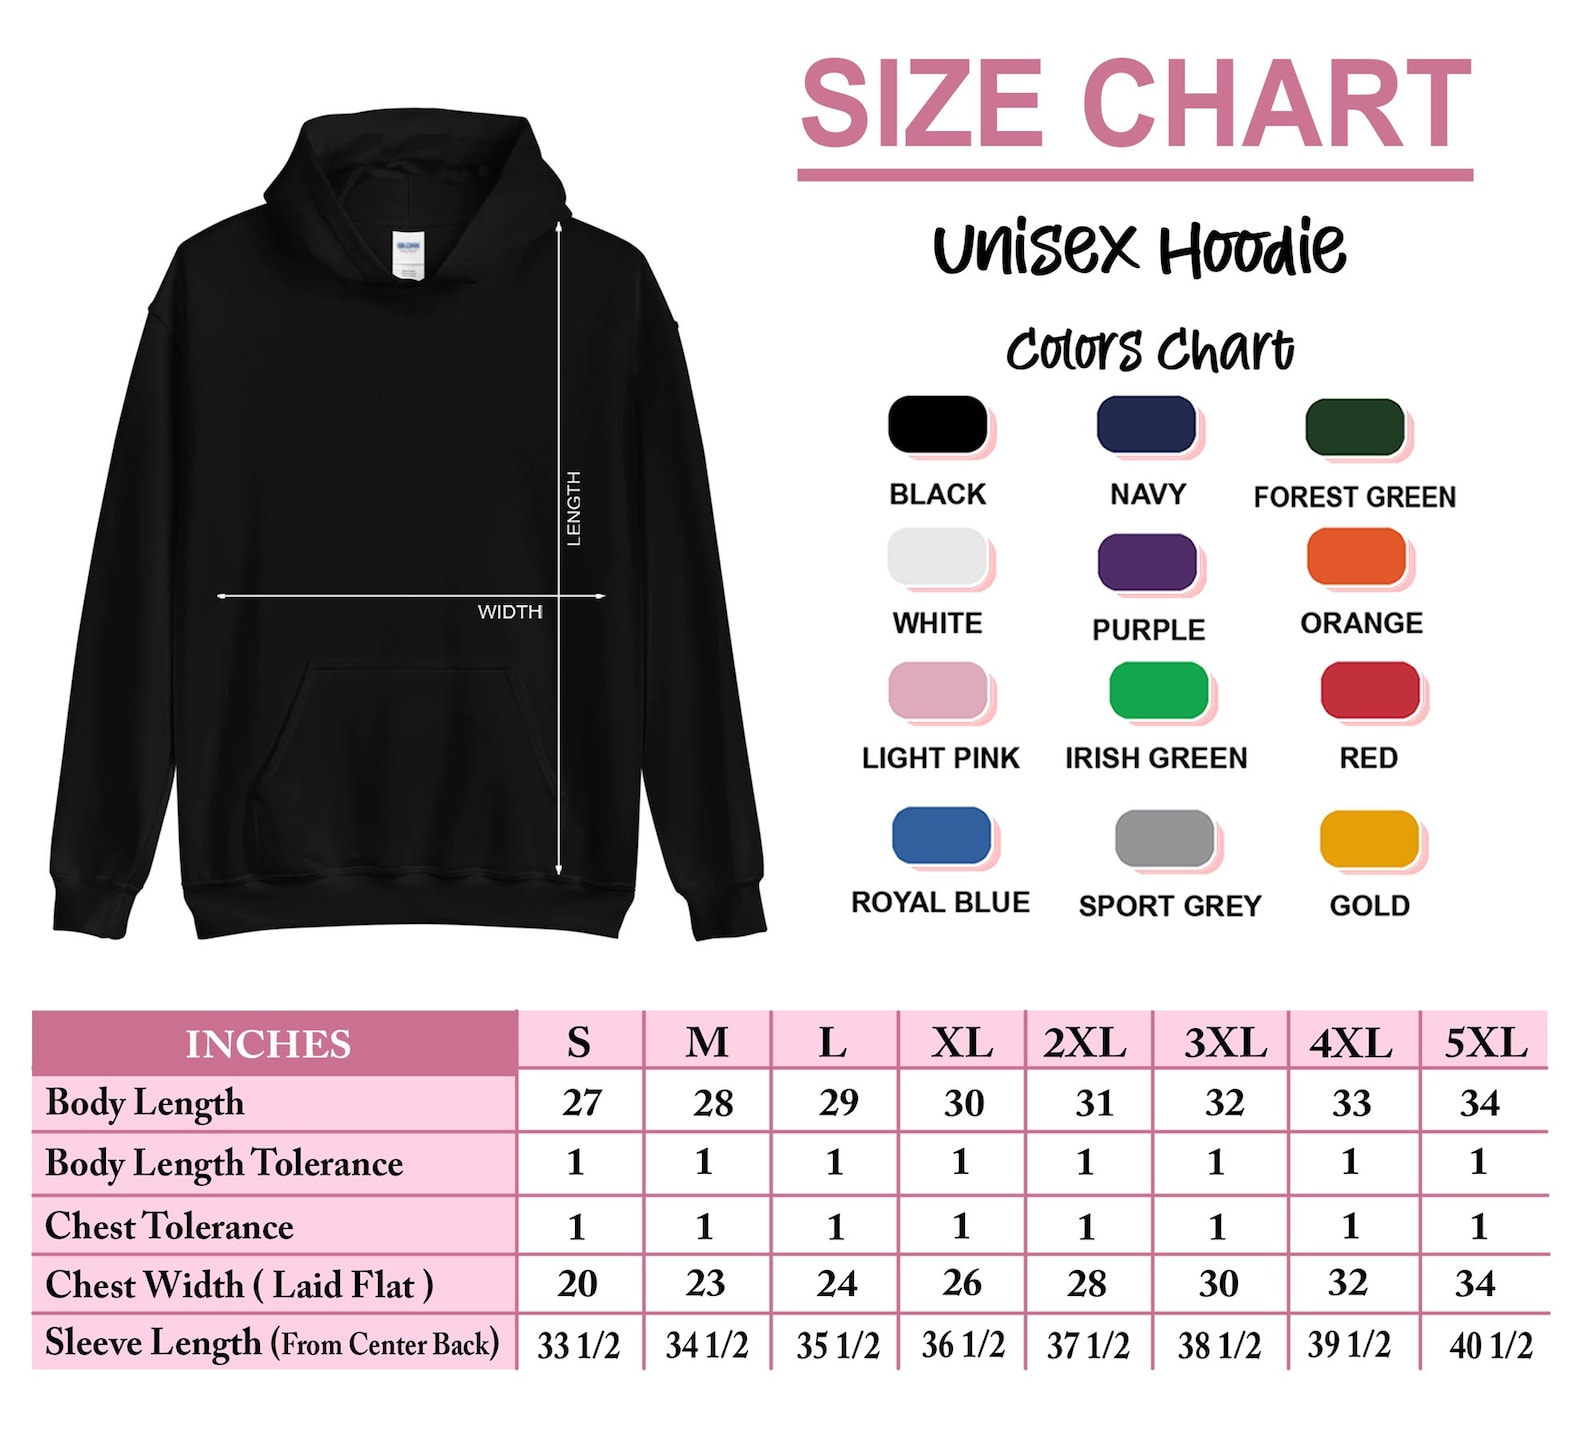 SIZE CHART
Unisex Hoodie
Colors Chart
GILDAN
LENGTH
WIDTH
BLACK
NAVY
FOREST GREEN
WHITE
PURPLE
ORANGE
LIGHT PINK
IRISH GREEN
RED
ROYAL BLUE
SPORT GREY
GOLD
INCHES S M L XL 2XL 3XL 4XL 5XL
Body Length 27 28 29 30 31 32 33 34
Body Length Tolerance 1 1 1 1 1 1 1 1
Chest Tolerance 1 1 1 1 1 1 1 1
Chest Width ( Laid Flat ) 20 23 24 26 28 30 32 34
Sleeve Length (From Center Back) 33 1/2 34 1/2 35 1/2 36 1/2 37 1/2 38 1/2 39 1/2 40 1/2